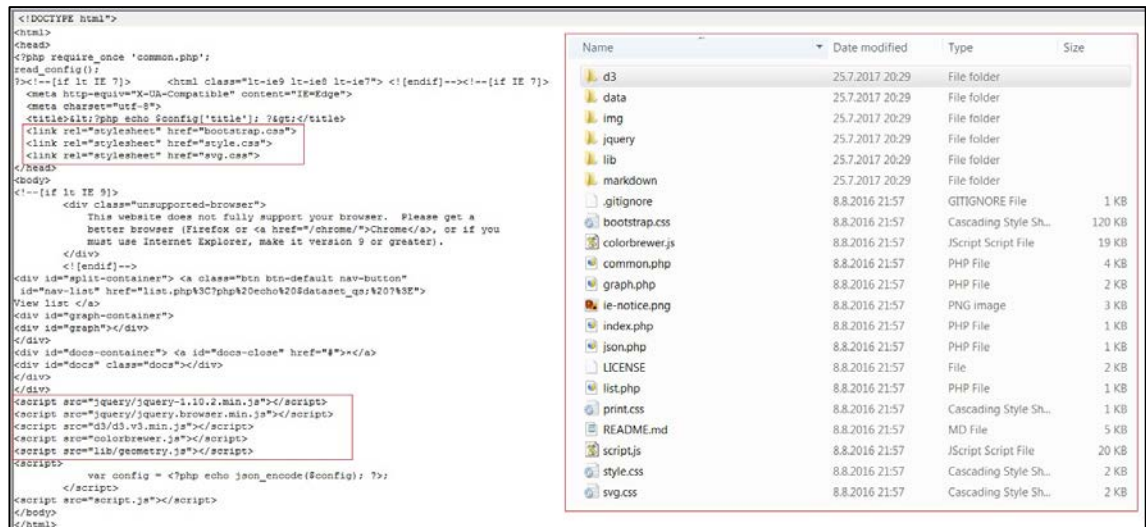 <!DOCTYPE html">
<html>
<head>
<?php require_once 'common.php';
read_config();
?><!--[if lt IE 7]> <html class="lt-ie9 lt-ie8 lt-ie7"> <![endif]--><!--[if IE 7]>
<meta http-equiv="X-UA-Compatible" content="IE=Edge">
<meta charset="utf-8">
<title>&lt;?php echo $config['title']; ?&gt;</title>
<link rel="stylesheet" href="bootstrap.css">
<link rel="stylesheet" href="style.css">
<link rel="stylesheet" href="svg.css">
</head>
<body>
<!--[if lt IE 9]>
<div class="unsupported-browser">
This website does not fully support your browser. Please get a
better browser (Firefox or <a href="/chrome/">Chrome</a>, or if you
must use Internet Explorer, make it version 9 or greater).
</div>
<![endif]-->
<div id="split-container"> <a class="btn btn-default nav-button"
id="nav-list" href="list.php%3C?php%20echo%20$dataset_qs;%20?%3E">
View list </a>
<div id="graph-container">
<div id="graph"></div>
</div>
<div id="docs-container"> <a id="docs-close" href="#">×</a>
<div id="docs" class="docs"></div>
</div>
</div>
<script src="jquery/jquery-1.10.2.min.js"></script>
<script src="jquery/jquery.browser.min.js"></script>
<script src="d3/d3.v3.min.js"></script>
<script src="colorbrewer.js"></script>
<script src="lib/geometry.js"></script>
<script>
var config = <?php echo json_encode($config); ?>;
</script>
<script src="script.js"></script>
</body>
</html>
Name Date modified Type Size
d3 25.7.2017 20:29 File folder
data 25.7.2017 20:29 File folder
img 25.7.2017 20:29 File folder
jquery 25.7.2017 20:29 File folder
lib 25.7.2017 20:29 File folder
markdown 25.7.2017 20:29 File folder
.gitignore 8.8.2016 21:57 GITIGNORE File 1 KB
bootstrap.css 8.8.2016 21:57 Cascading Style Sh... 120 KB
colorbrewer.js 8.8.2016 21:57 JScript Script File 19 KB
common.php 8.8.2016 21:57 PHP File 4 KB
graph.php 8.8.2016 21:57 PHP File 2 KB
ie-notice.png 8.8.2016 21:57 PNG image 3 KB
index.php 8.8.2016 21:57 PHP File 1 KB
json.php 8.8.2016 21:57 PHP File 1 KB
LICENSE 8.8.2016 21:57 File 2 KB
list.php 8.8.2016 21:57 PHP File 1 KB
print.css 8.8.2016 21:57 Cascading Style Sh... 1 KB
README.md 8.8.2016 21:57 MD File 5 KB
script.js 8.8.2016 21:57 JScript Script File 20 KB
style.css 8.8.2016 21:57 Cascading Style Sh... 2 KB
svg.css 8.8.2016 21:57 Cascading Style Sh... 2 KB